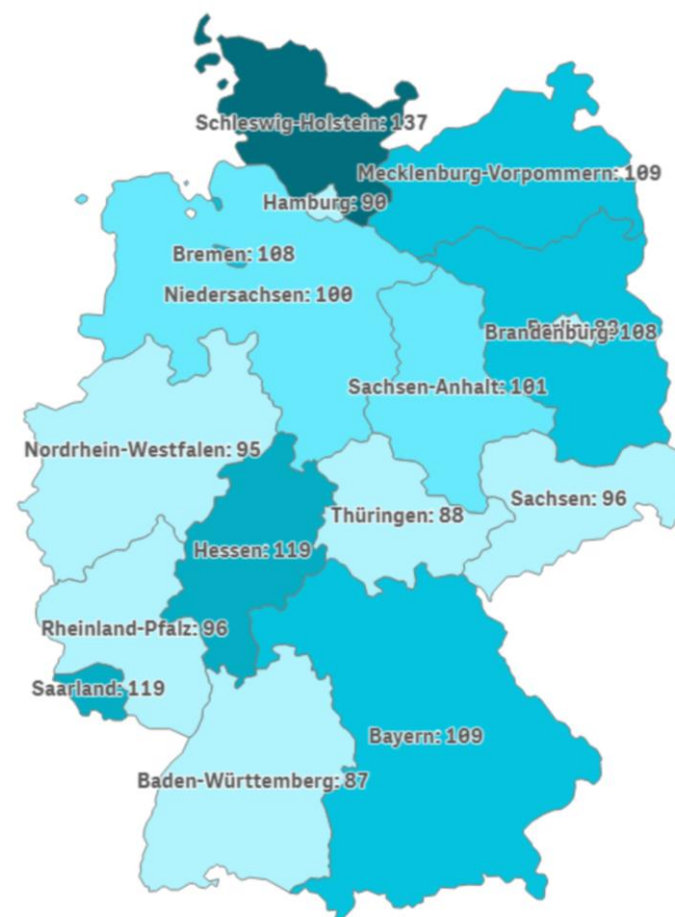 Schleswig-Holstein: 137
Mecklenburg-Vorpommern: 109
Hamburg: 90
Bremen: 108
Niedersachsen: 100
Brandenburg: 108
Sachsen-Anhalt: 101
Nordrhein-Westfalen: 95
Sachsen: 96
Thüringen: 88
Hessen: 119
Rheinland-Pfalz: 96
Saarland: 119
Bayern: 109
Baden-Württemberg: 87